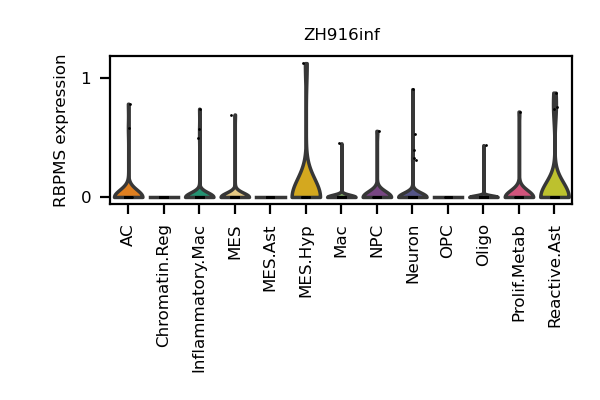 ZH916inf
RBPMS expression
1
0
AC
Chromatin.Reg
Inflammatory.Mac
MES
MES.Ast
MES.Hyp
Mac
NPC
Neuron
OPC
Oligo
Prolif.Metab
Reactive.Ast